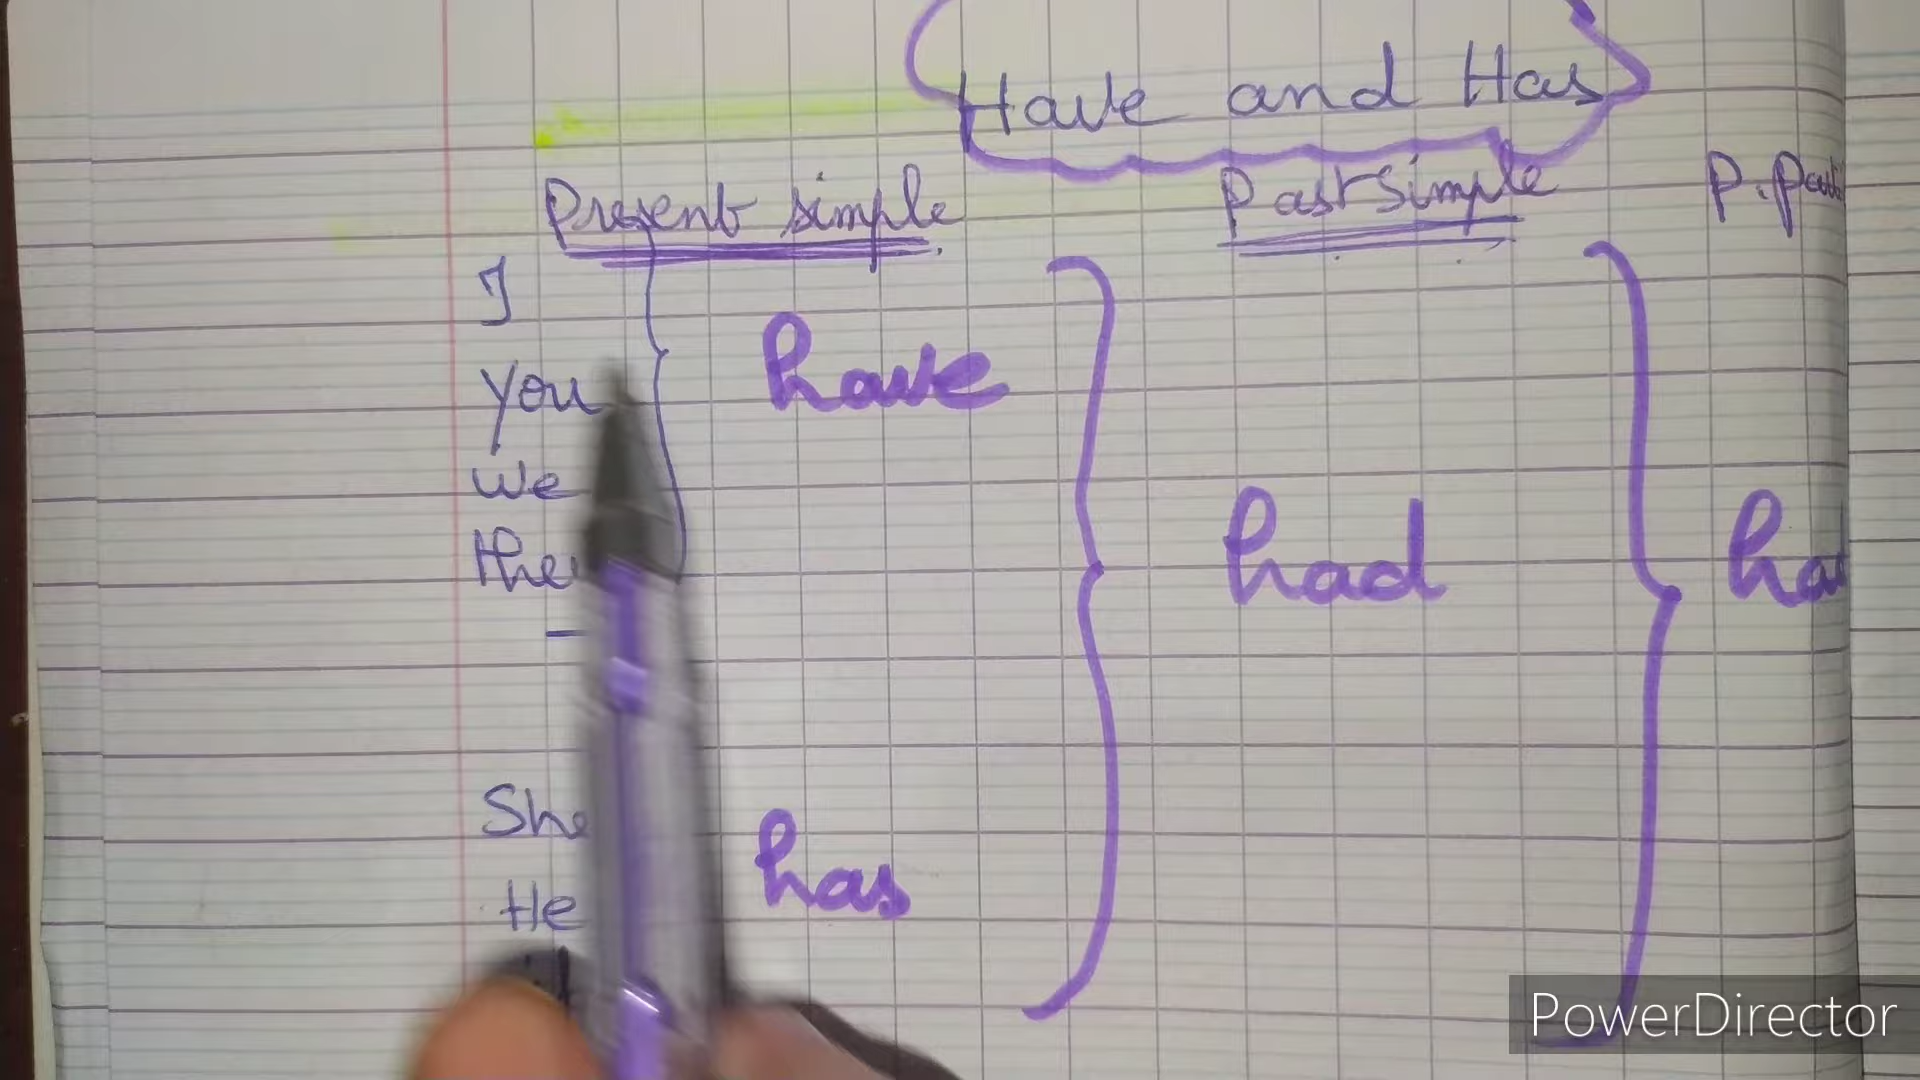 Have and Has
Present simple Past simple P.
I
you have
we
had
She
He has
PowerDirector